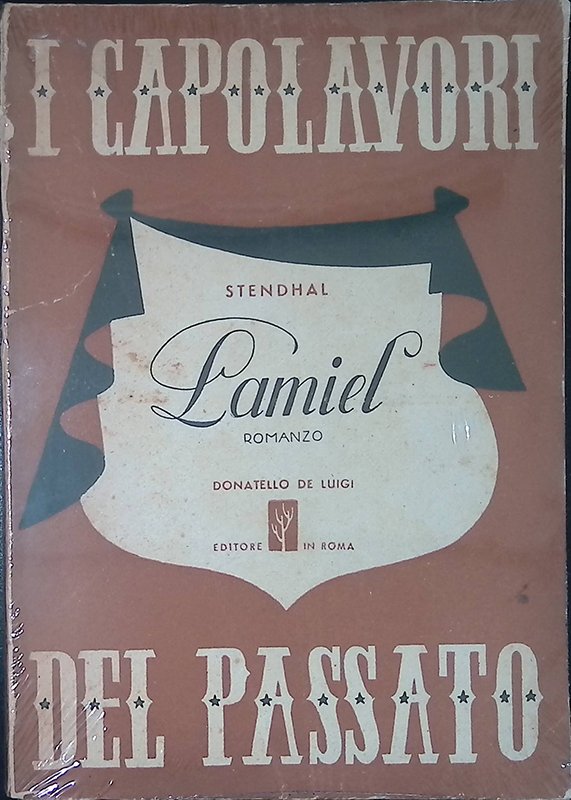 I CAPOLAVORI
STENDHAL
Lamiel
ROMANZO
DONATELLO DE LUIGI
EDITORE IN ROMA
DEL PASSATO